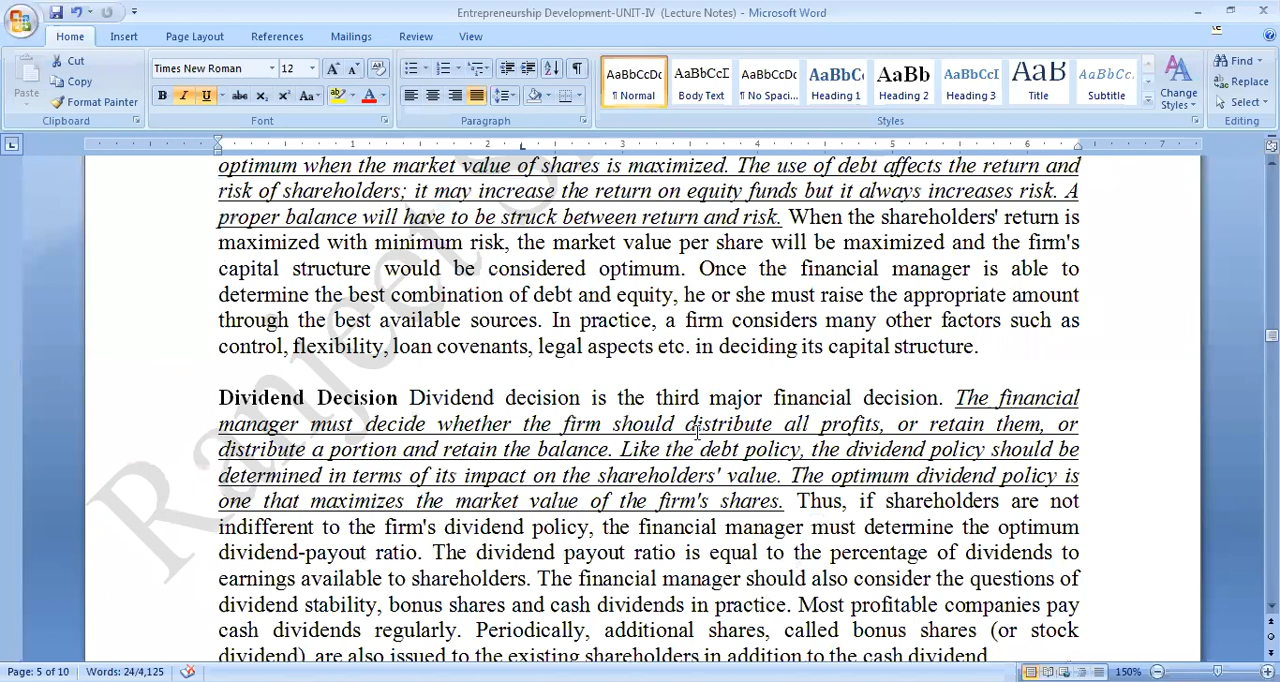 Entrepreneurship Development-UNIT-IV (Lecture Notes) - Microsoft Word
Home Insert Page Layout References Mailings Review View
Paste
Cut
Copy
Format Painter
Times New Roman 12
AaBbCcDc AaBbCcI AaBbCcDc AaBbC AaBb AaBbCcI AaB AaBbCc.
¶ Normal Body Text ¶ No Spaci... Heading 1 Heading 2 Heading 3 Title Subtitle
Change Styles
Find
Replace
Select
Clipboard Font Paragraph Styles Editing
1 2 3 4 5 6 7
optimum when the market value of shares is maximized. The use of debt affects the return and
risk of shareholders; it may increase the return on equity funds but it always increases risk. A
proper balance will have to be struck between return and risk. When the shareholders' return is
maximized with minimum risk, the market value per share will be maximized and the firm's
capital structure would be considered optimum. Once the financial manager is able to
determine the best combination of debt and equity, he or she must raise the appropriate amount
through the best available sources. In practice, a firm considers many other factors such as
control, flexibility, loan covenants, legal aspects etc. in deciding its capital structure.
Dividend Decision Dividend decision is the third major financial decision. The financial
manager must decide whether the firm should distribute all profits, or retain them, or
distribute a portion and retain the balance. Like the debt policy, the dividend policy should be
determined in terms of its impact on the shareholders' value. The optimum dividend policy is
one that maximizes the market value of the firm's shares. Thus, if shareholders are not
indifferent to the firm's dividend policy, the financial manager must determine the optimum
dividend-payout ratio. The dividend payout ratio is equal to the percentage of dividends to
earnings available to shareholders. The financial manager should also consider the questions of
dividend stability, bonus shares and cash dividends in practice. Most profitable companies pay
cash dividends regularly. Periodically, additional shares, called bonus shares (or stock
dividend), are also issued to the existing shareholders in addition to the cash dividend.
Ranjeet
Page: 5 of 10 Words: 24/4,125 150%